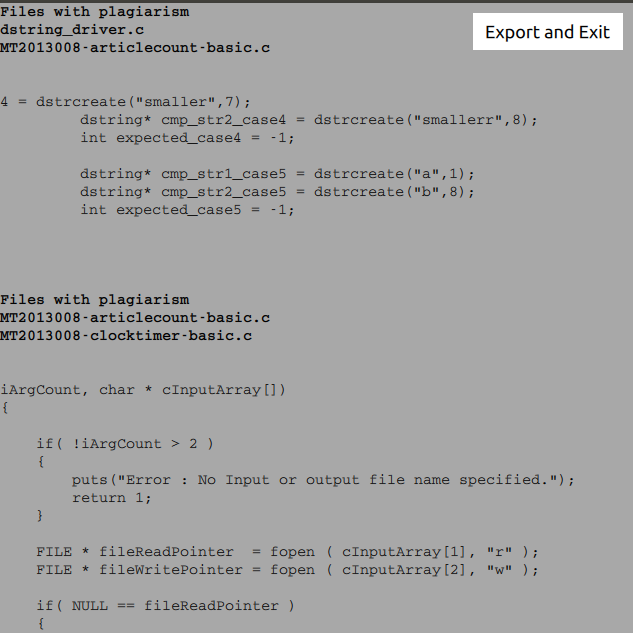 Files with plagiarism
dstring_driver.c
Export and Exit
MT2013008-articlecount-basic.c
4 = dstrcreate("smaller",7);
dstring* cmp_str2_case4 = dstrcreate("smallerr",8);
int expected_case4 = -1;
dstring* cmp_str1_case5 = dstrcreate("a",1);
dstring* cmp_str2_case5 = dstrcreate("b",8);
int expected_case5 = -1;
Files with plagiarism
MT2013008-articlecount-basic.c
MT2013008-clocktimer-basic.c
iArgCount, char * cInputArray[])
{
if( !iArgCount > 2 )
{
puts("Error : No Input or output file name specified.");
return 1;
}
FILE * fileReadPointer  = fopen ( cInputArray[1], "r" );
FILE * fileWritePointer = fopen ( cInputArray[2], "w" );
if( NULL == fileReadPointer )
{